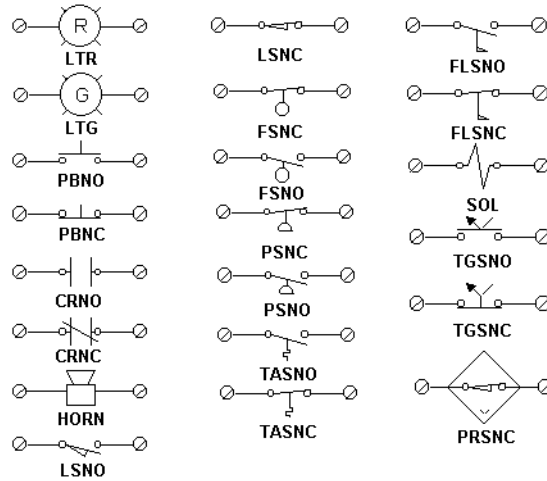 R
LTR
G
LTG
PBNO
PBNC
CRNO
CRNC
HORN
LSNO
LSNC
FSNC
FSNO
PSNC
PSNO
TASNO
TASNC
FLSNO
FLSNC
SOL
TGSNO
TGSNC
PRSNC